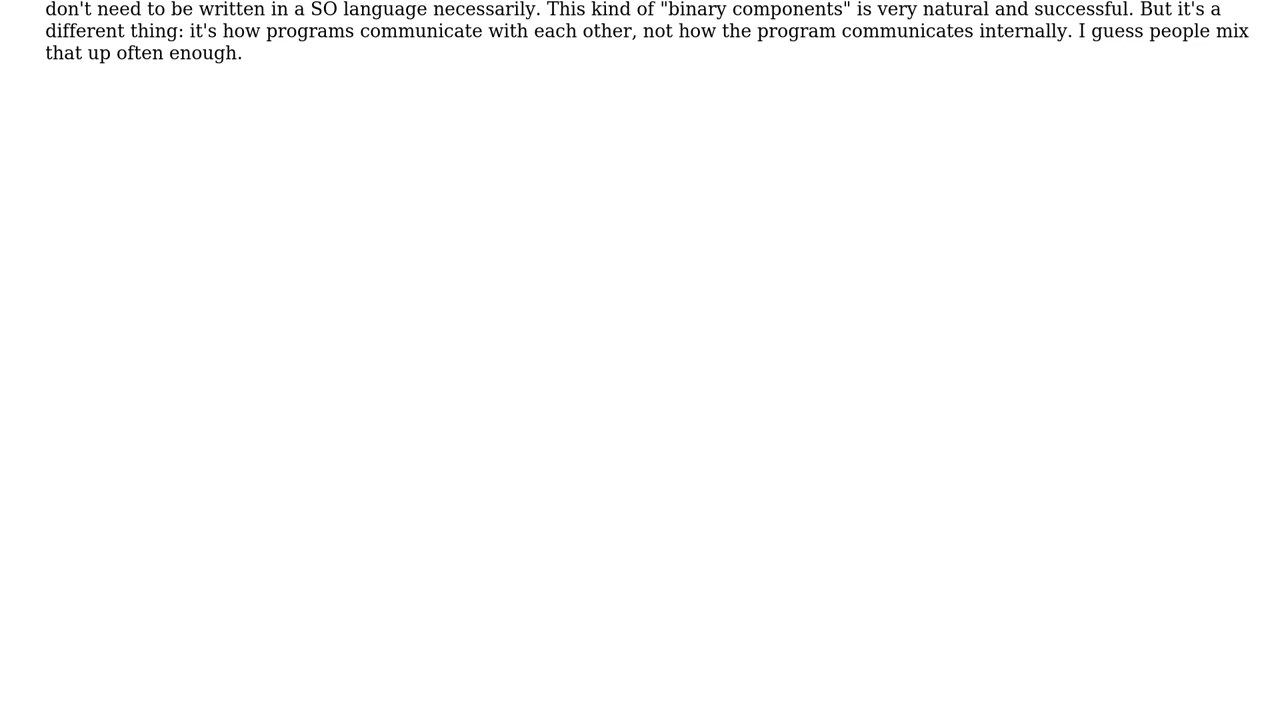 don't need to be written in a SO language necessarily. This kind of "binary components" is very natural and successful. But it's a
different thing: it's how programs communicate with each other, not how the program communicates internally. I guess people mix
that up often enough.